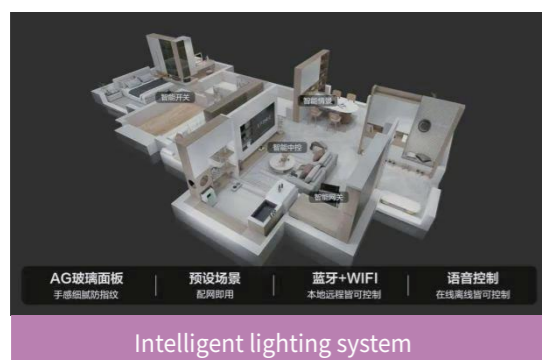 智能开关
智能情景
智能中控
智能网关
AG玻璃面板
手感细腻防指纹
预设场景
配网即用
蓝牙+WIFI
本地远程皆可控制
语音控制
在线离线皆可控制
Intelligent lighting system